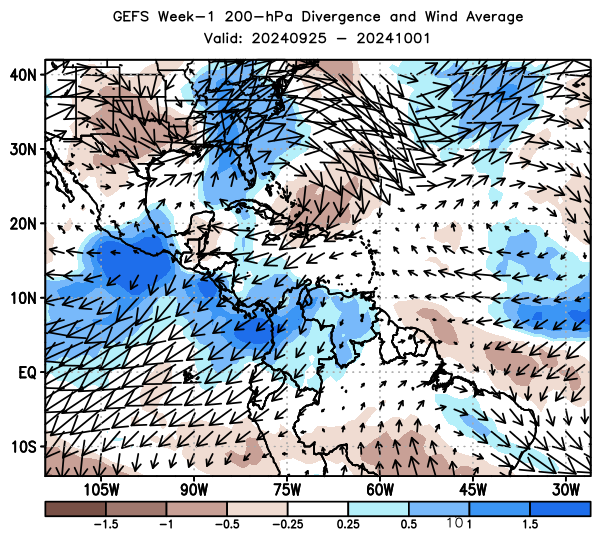 GEFS Week-1 200-hPa Divergence and Wind Average
Valid: 20240925 - 20241001
40N
30N
20N
10N
EQ
10S
105W 90W 75W 60W 45W 30W
-1.5 -1 -0.5 -0.25 0.25 0.5 10 1 1.5